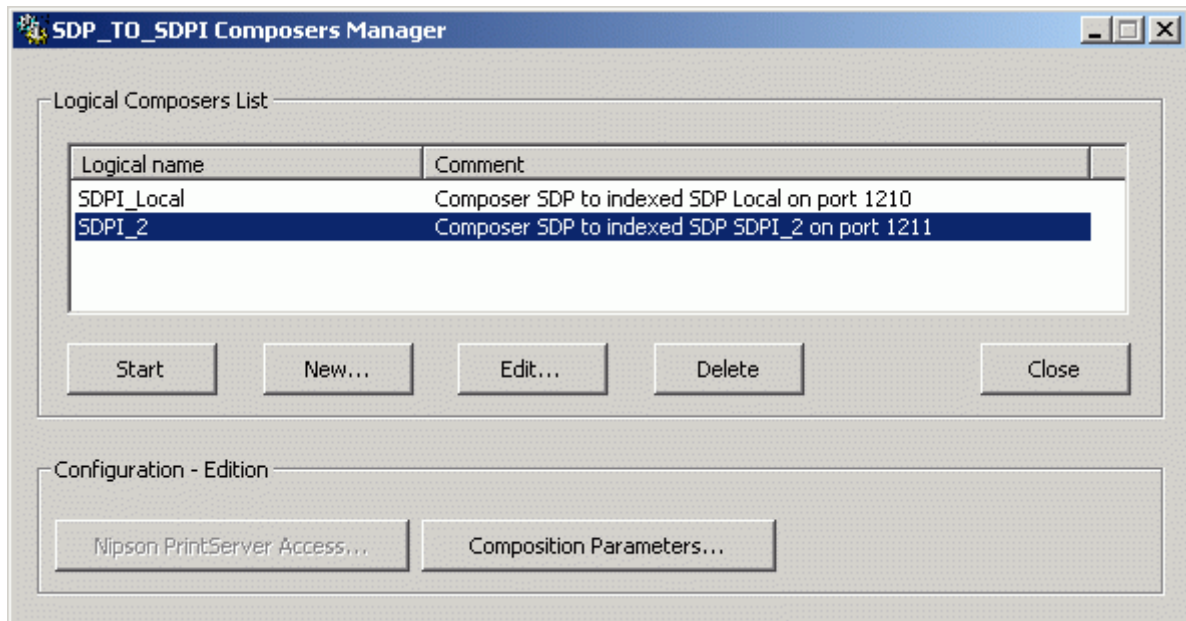 SDP_TO_SDPI Composers Manager
Logical Composers List
Logical name Comment
SDPI_Local Composer SDP to indexed SDP Local on port 1210
SDPI_2 Composer SDP to indexed SDP SDPI_2 on port 1211
Start New... Edit... Delete Close
Configuration - Edition
Nipson PrintServer Access... Composition Parameters...